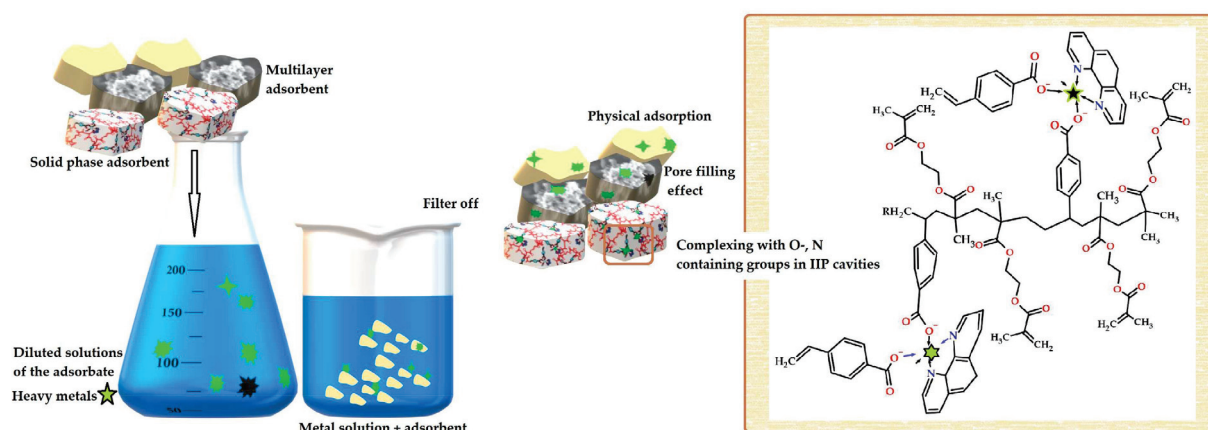 Multilayer
adsorbent
Solid phase adsorbent
200
150
100
50
Diluted solutions
of the adsorbate
Heavy metals
Filter off
Metal solution + adsorbent
Physical adsorption
Pore filling
effect
Complexing with O-, N
containing groups in IIP cavities
H₂C
O
O⁻
N
N
O⁻
O
H₃C
CH₂
O
O
O
O
H₃C
CH₂
O
O
O
O
RH₂C
CH₃
CH₃
CH₃
CH₃
CH₃
O
O
O
O
H₃C
CH₂
O
O
O
O
H₂C
CH₃
O
O⁻
N
N
H₂C
O⁻
O